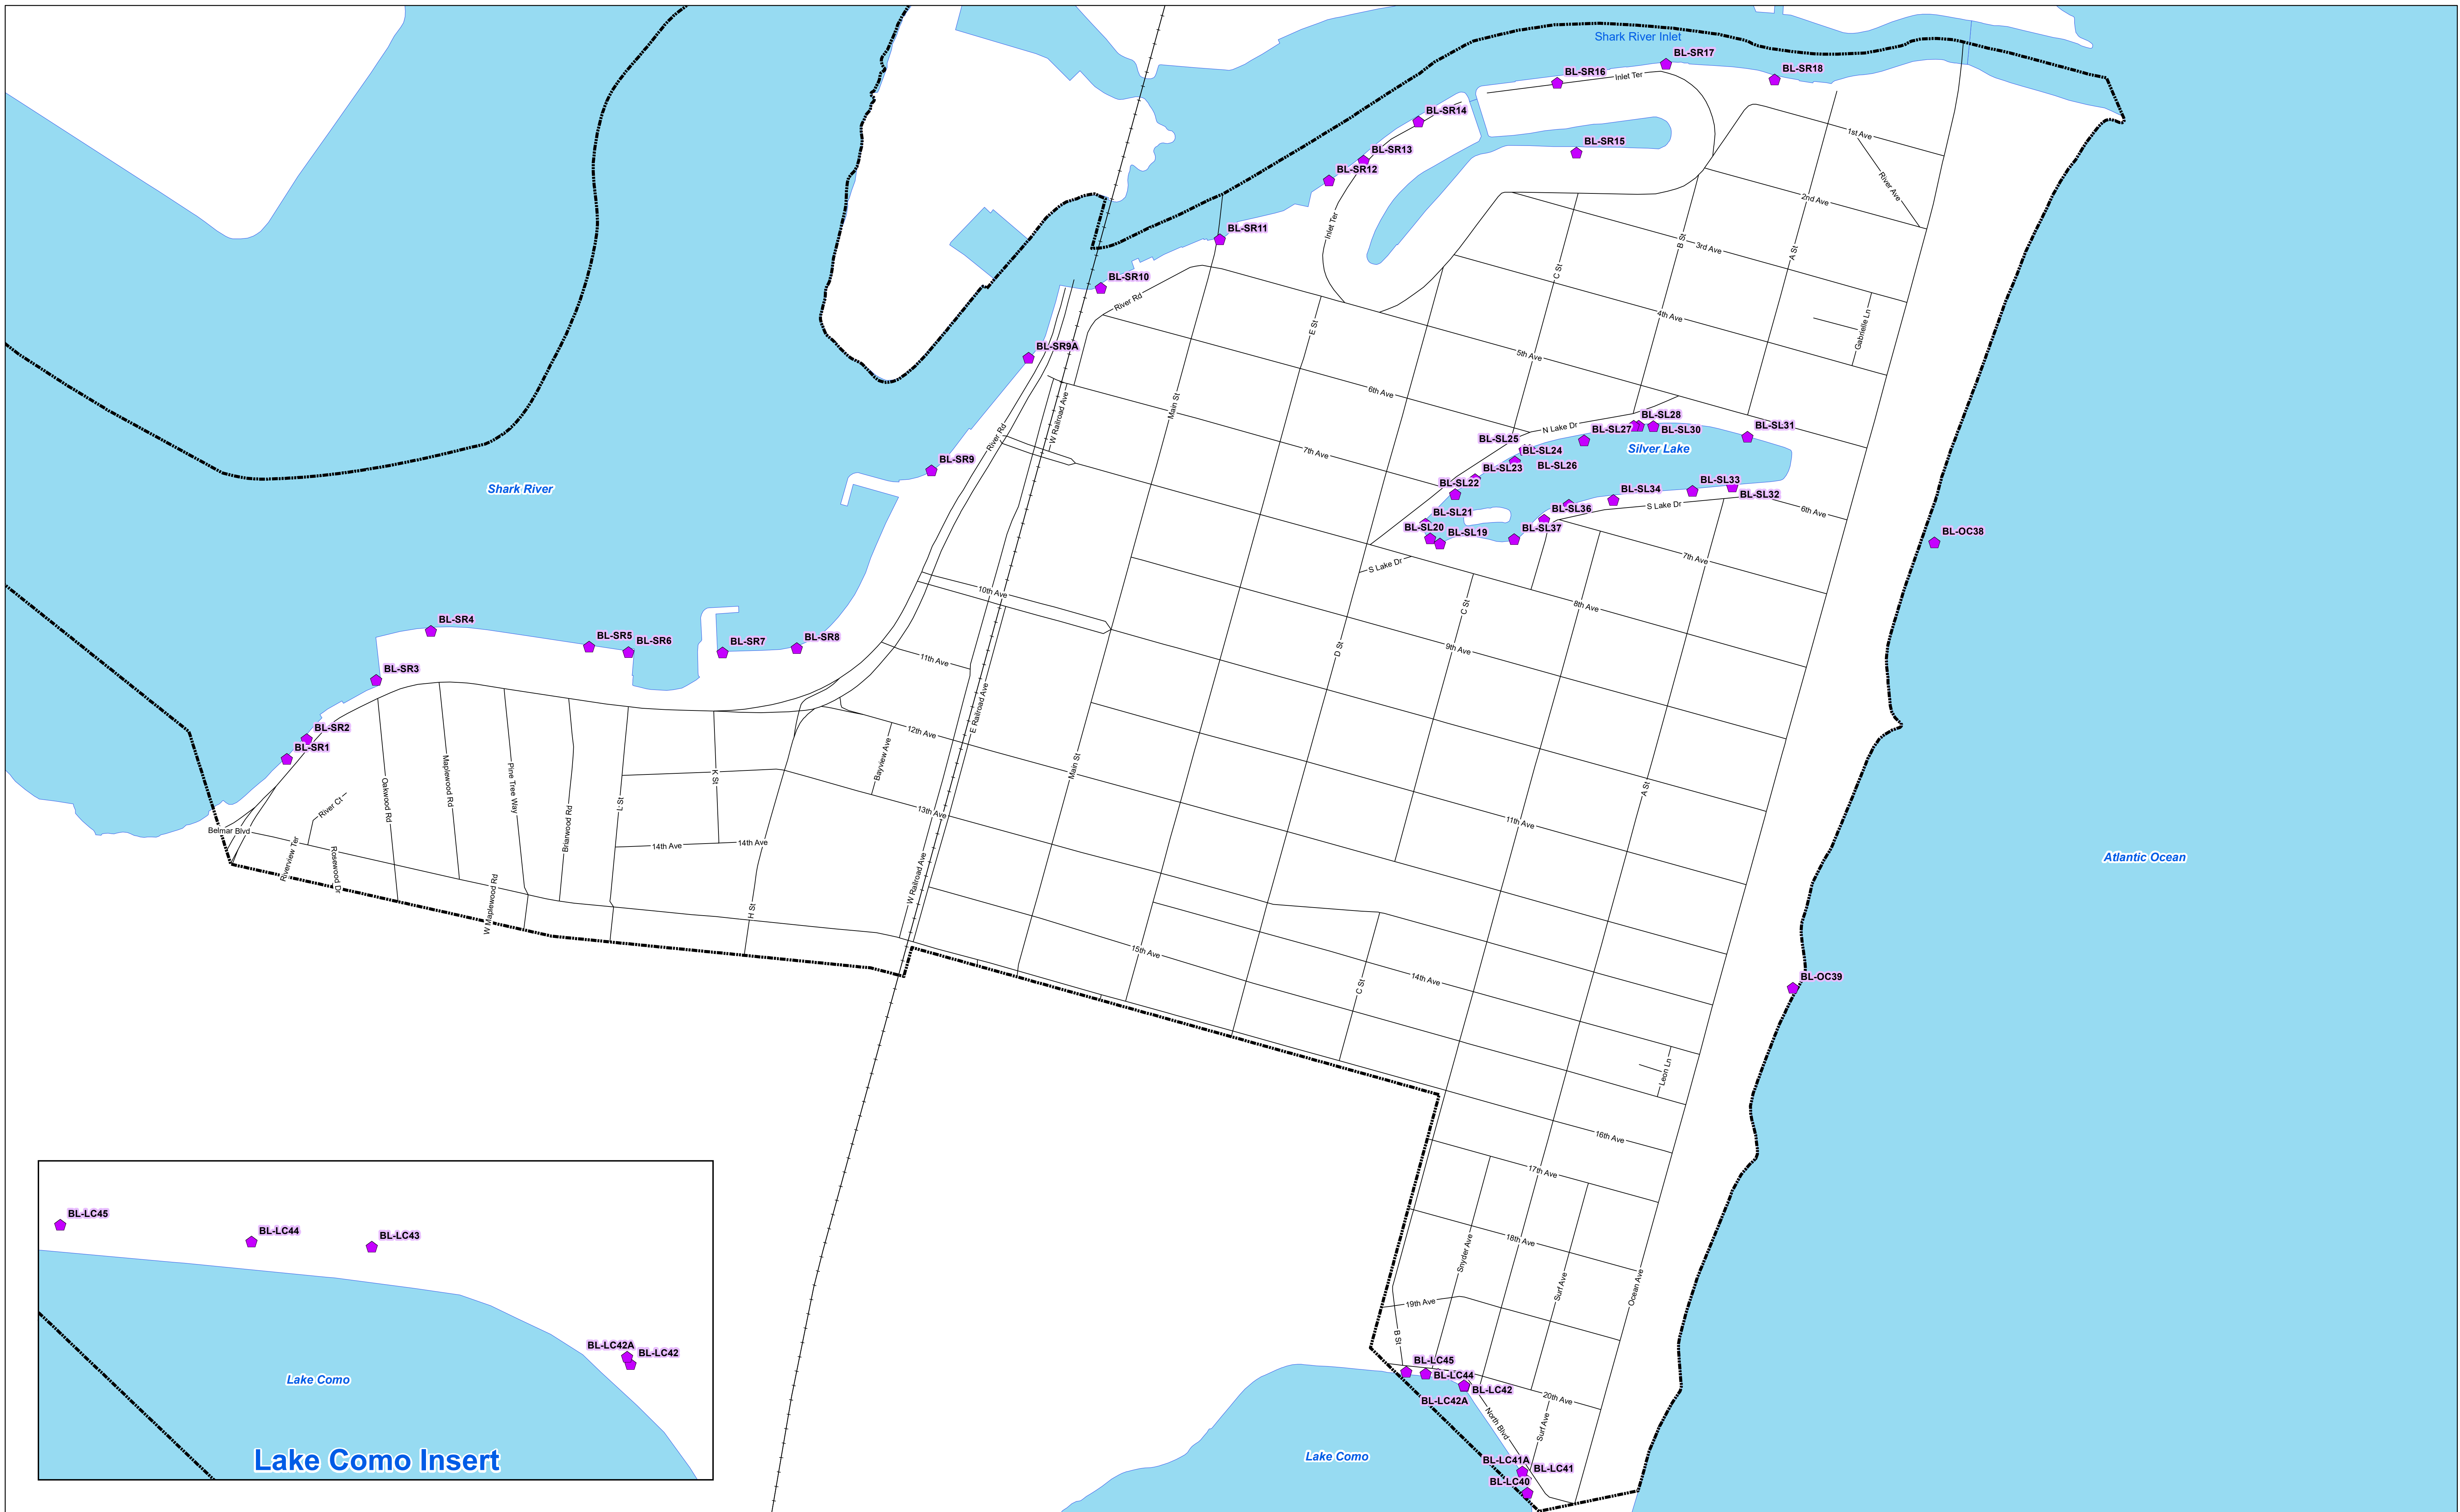 Shark River Inlet
BL-SR17
BL-SR16
Inlet Ter
BL-SR18
BL-SR14
1st Ave
BL-SR15
BL-SR13
BL-SR12
River Ave
2nd Ave
Inlet Ter
BL-SR11
B St
3rd Ave
A St
C St
BL-SR10
River Rd
4th Ave
Gabrielle Ln
E St
BL-SR9A
5th Ave
6th Ave
Main St
W Railroad Ave
River Rd
BL-SL28
N Lake Dr
BL-SL27
BL-SL30
BL-SL31
BL-SL25
Silver Lake
7th Ave
BL-SL24
BL-SL26
BL-SL23
BL-SR9
BL-SL22
BL-SL33
Shark River
BL-SL34
BL-SL32
S Lake Dr
6th Ave
BL-SL36
BL-SL21
BL-SL20
BL-SL19
BL-SL37
BL-OC38
7th Ave
S Lake Dr
10th Ave
C St
8th Ave
BL-SR4
BL-SR5
BL-SR6
BL-SR7
BL-SR8
D St
9th Ave
11th Ave
BL-SR3
E Railroad Ave
BL-SR2
12th Ave
BL-SR1
Bayview Ave
Main St
Oakwood Rd
Maplewood Rd
Pine Tree Way
K St
A St
L St
River Ct
13th Ave
11th Ave
Belmar Blvd
Briarwood Rd
14th Ave
14th Ave
Riverview Ter
Rosewood Dr
Atlantic Ocean
W Railroad Ave
W Maplewood Rd
H St
15th Ave
14th Ave
C St
BL-OC39
Leon Ln
16th Ave
17th Ave
BL-LC45
BL-LC44
BL-LC43
Snyder Ave
18th Ave
Surf Ave
Ocean Ave
19th Ave
B St
BL-LC42A
BL-LC42
BL-LC45
BL-LC44
BL-LC42
Lake Como
BL-LC42A
20th Ave
North Blvd
Surf Ave
Lake Como Insert
Lake Como
BL-LC41A
BL-LC41
BL-LC40